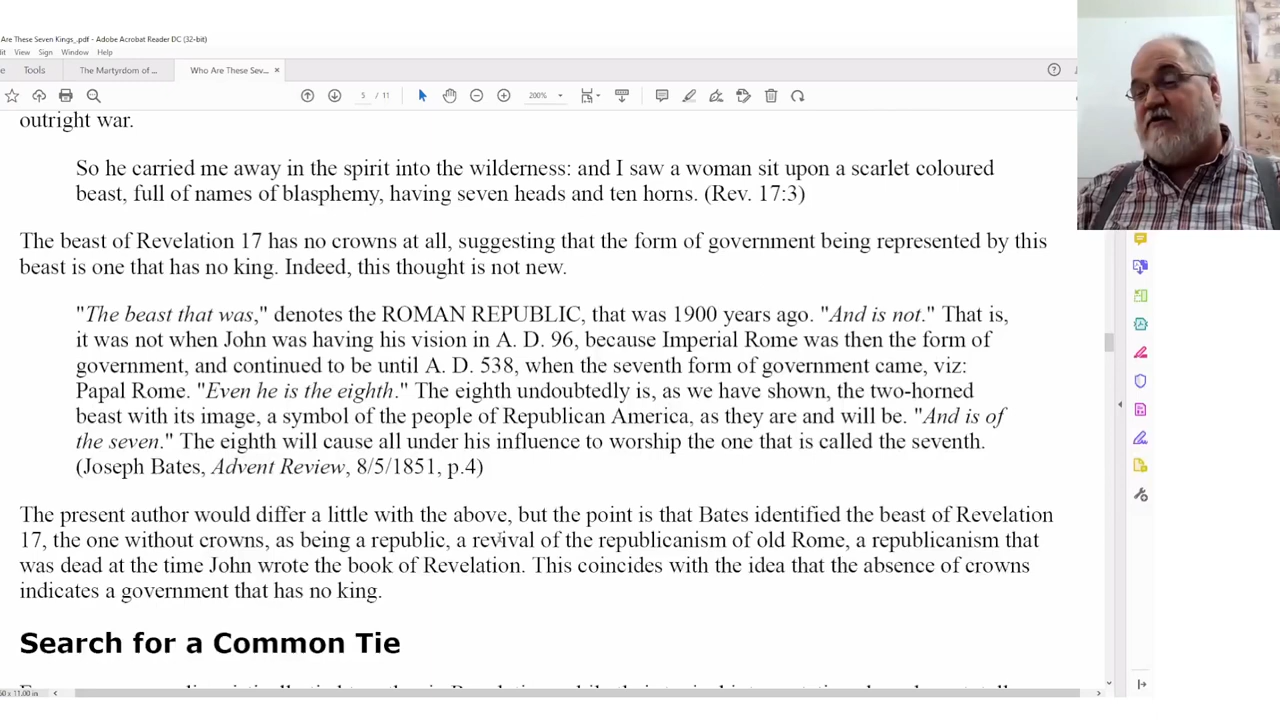 Are These Seven Kings_.pdf - Adobe Acrobat Reader DC (32-bit)
View Sign Window Help
Tools The Martyrdom of ... Who Are These Sev... ×
5 / 11 200%
outright war.
So he carried me away in the spirit into the wilderness: and I saw a woman sit upon a scarlet coloured
beast, full of names of blasphemy, having seven heads and ten horns. (Rev. 17:3)
The beast of Revelation 17 has no crowns at all, suggesting that the form of government being represented by this
beast is one that has no king. Indeed, this thought is not new.
"The beast that was," denotes the ROMAN REPUBLIC, that was 1900 years ago. "And is not." That is,
it was not when John was having his vision in A. D. 96, because Imperial Rome was then the form of
government, and continued to be until A. D. 538, when the seventh form of government came, viz:
Papal Rome. "Even he is the eighth." The eighth undoubtedly is, as we have shown, the two-horned
beast with its image, a symbol of the people of Republican America, as they are and will be. "And is of
the seven." The eighth will cause all under his influence to worship the one that is called the seventh.
(Joseph Bates, Advent Review, 8/5/1851, p.4)
The present author would differ a little with the above, but the point is that Bates identified the beast of Revelation
17, the one without crowns, as being a republic, a revival of the republicanism of old Rome, a republicanism that
was dead at the time John wrote the book of Revelation. This coincides with the idea that the absence of crowns
indicates a government that has no king.
Search for a Common Tie